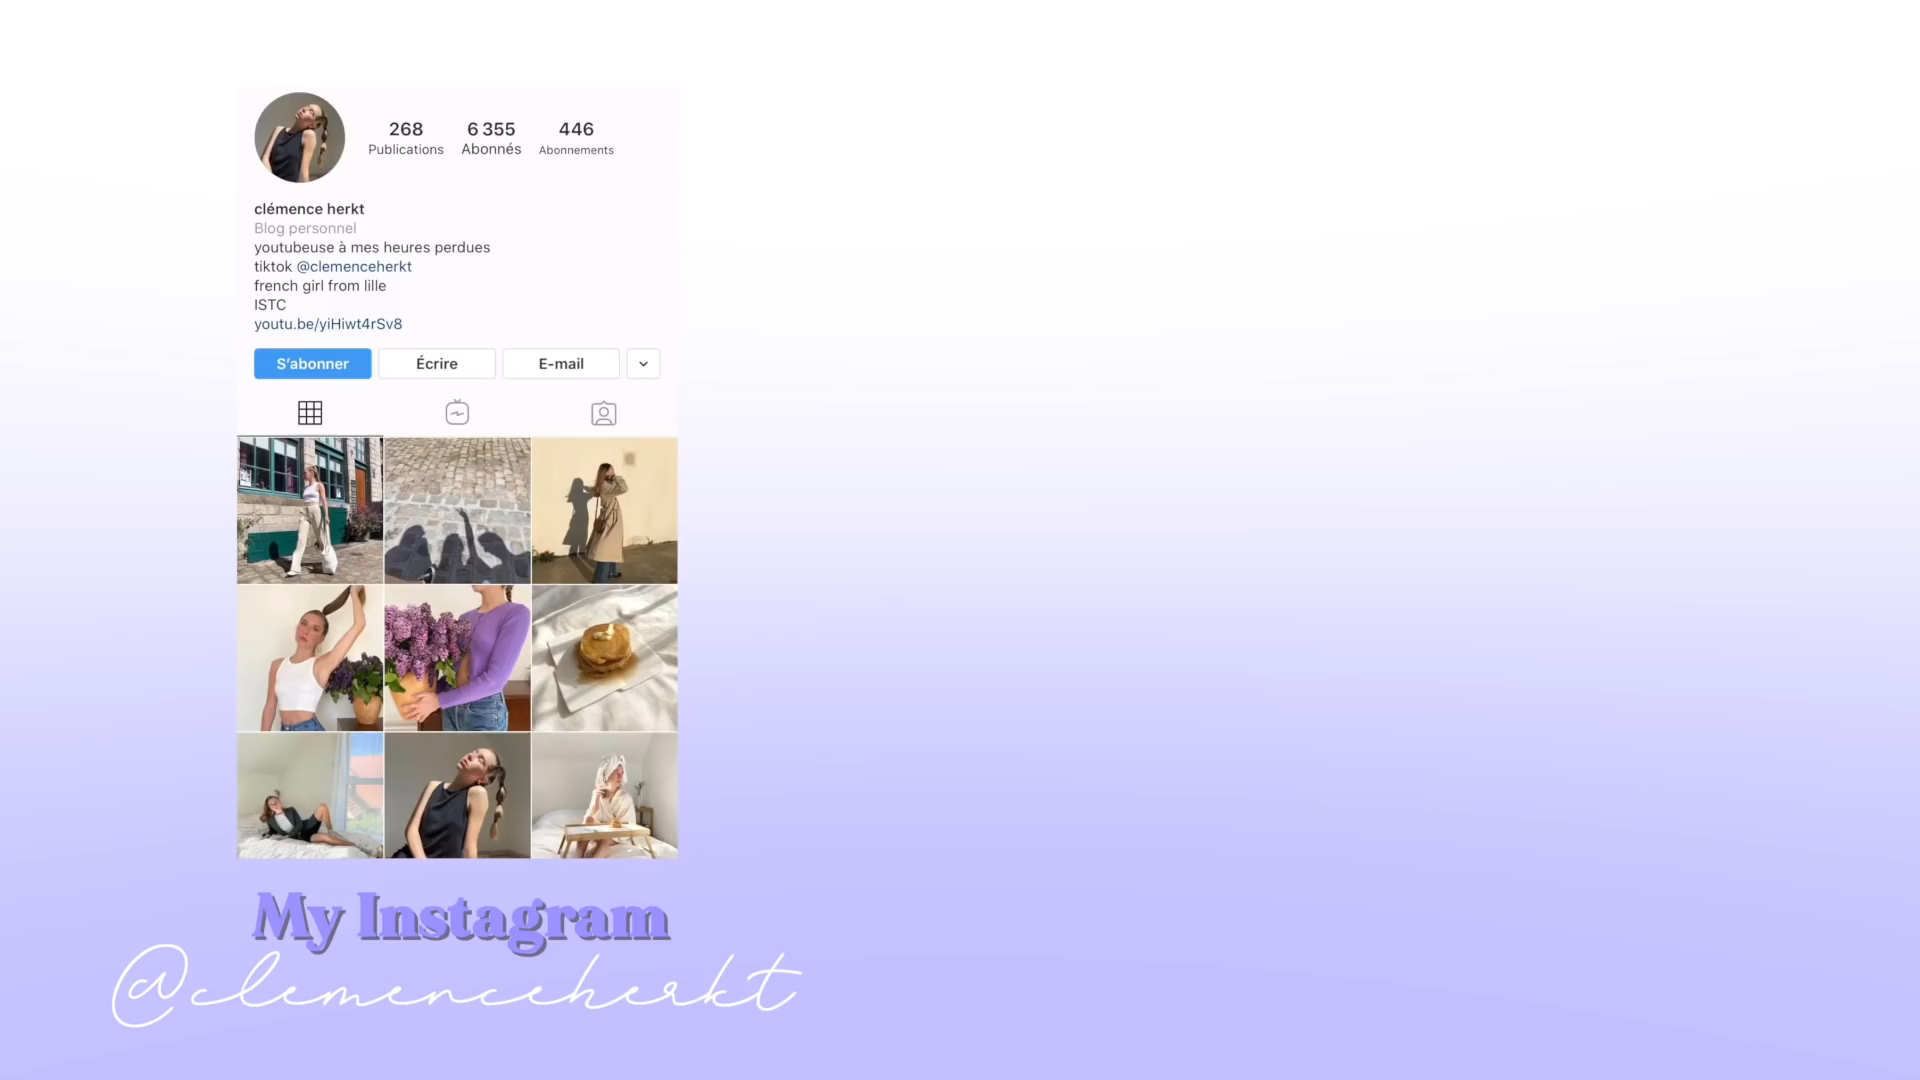 268 6 355 446
Publications Abonnés Abonnements
clémence herkt
Blog personnel
youtubeuse à mes heures perdues
tiktok @clemenceherkt
french girl from lille
ISTC
youtu.be/yiHiwt4rSv8
S'abonner Écrire E-mail
My Instagram
@clemenceherkt